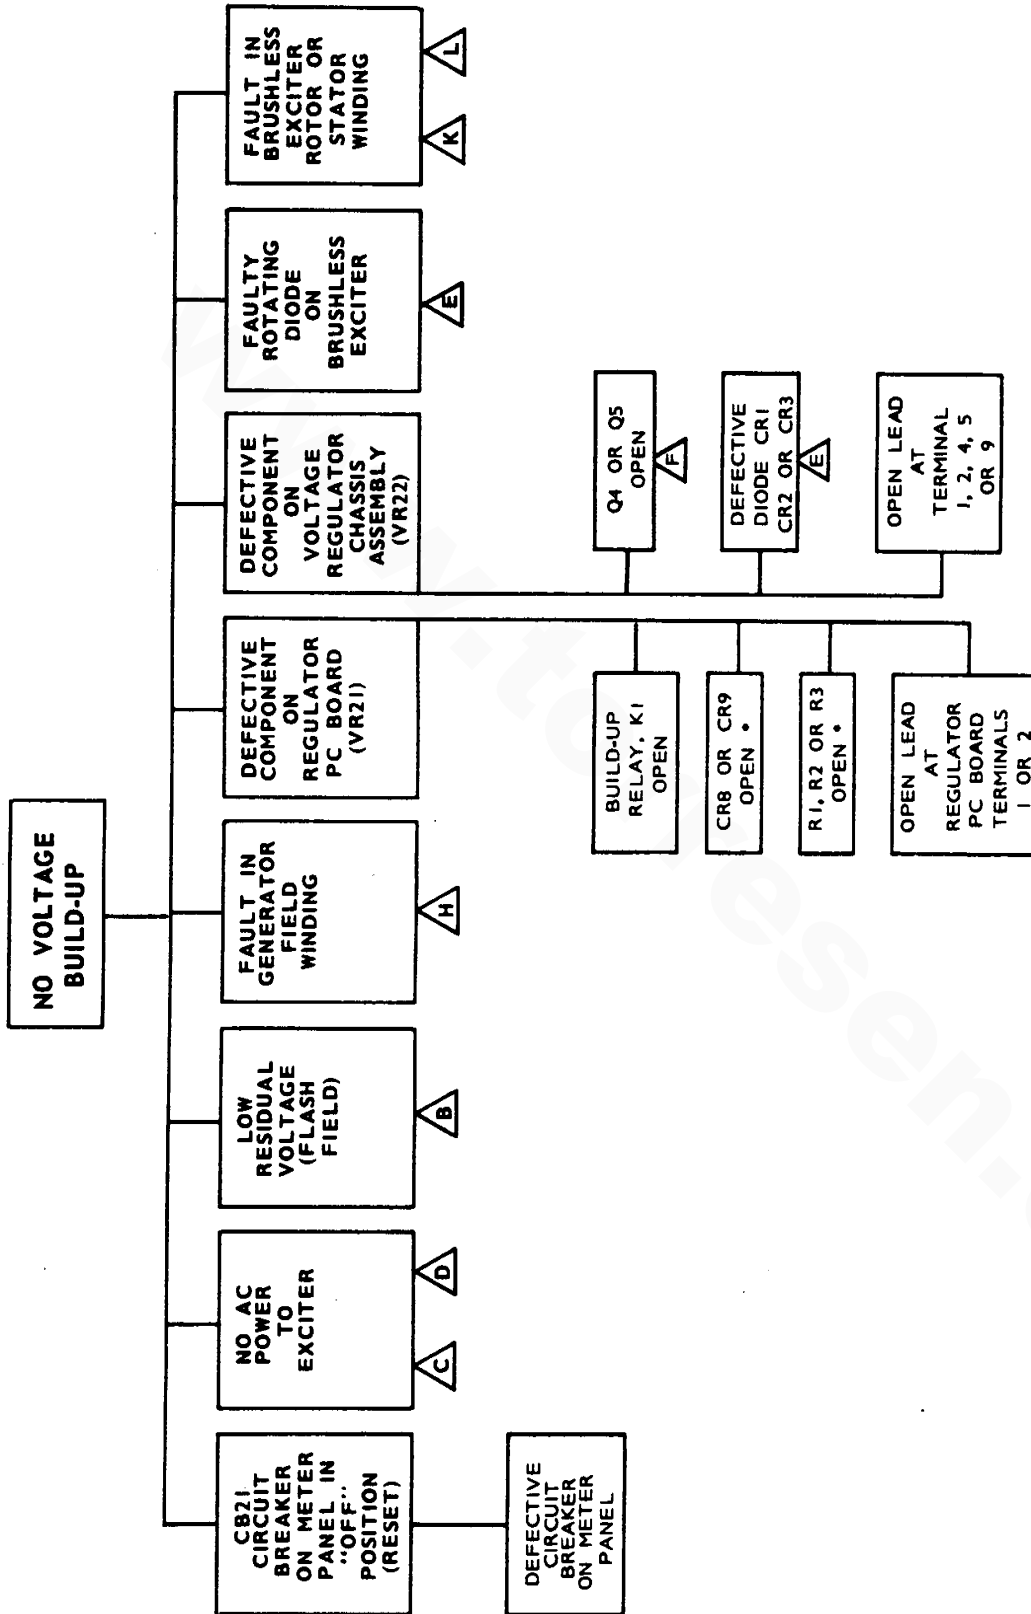 NO VOLTAGE
BUILD-UP
CB21
CIRCUIT
BREAKER
ON METER
PANEL IN
"OFF"
POSITION
(RESET)
DEFECTIVE
CIRCUIT
BREAKER
ON METER
PANEL
NO AC
POWER
TO
EXCITER
C
D
LOW
RESIDUAL
VOLTAGE
(FLASH
FIELD)
B
FAULT IN
GENERATOR
FIELD
WINDING
H
DEFECTIVE
COMPONENT
ON
REGULATOR
PC BOARD
(VR21)
BUILD-UP
RELAY, K1
OPEN
CR8 OR CR9
OPEN *
R1, R2 OR R3
OPEN *
OPEN LEAD
AT
REGULATOR
PC BOARD
TERMINALS
1 OR 2
DEFECTIVE
COMPONENT
ON
VOLTAGE
REGULATOR
CHASSIS
ASSEMBLY
(VR22)
Q4 OR Q5
OPEN
F
DEFECTIVE
DIODE CR1
CR2 OR CR3
E
OPEN LEAD
AT
TERMINAL
1, 2, 4, 5
OR 9
FAULTY
ROTATING
DIODE
ON
BRUSHLESS
EXCITER
E
FAULT IN
BRUSHLESS
EXCITER
ROTOR OR
STATOR
WINDING
K
L